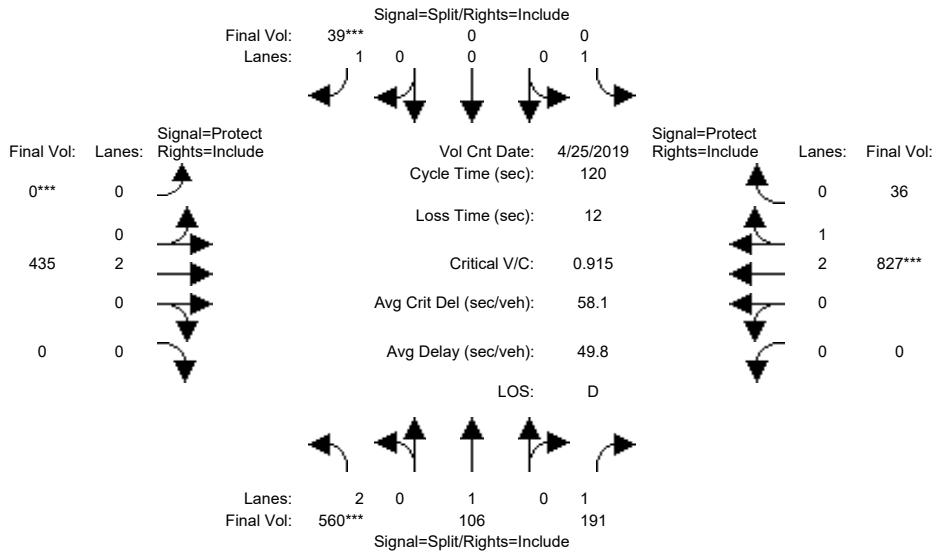 Signal=Split/Rights=Include
Final Vol: 39*** 0 0
Lanes: 1 0 0 0 1
Signal=Protect
Final Vol: Lanes: Rights=Include
Vol Cnt Date: 4/25/2019
Signal=Protect
Rights=Include Lanes: Final Vol:
Cycle Time (sec): 120
0*** 0
0 36
Loss Time (sec): 12
0
1
435 2
Critical V/C: 0.915
2 827***
0
Avg Crit Del (sec/veh): 58.1
0
0 0
Avg Delay (sec/veh): 49.8
0 0
LOS: D
Lanes: 2 0 1 0 1
Final Vol: 560*** 106 191
Signal=Split/Rights=Include